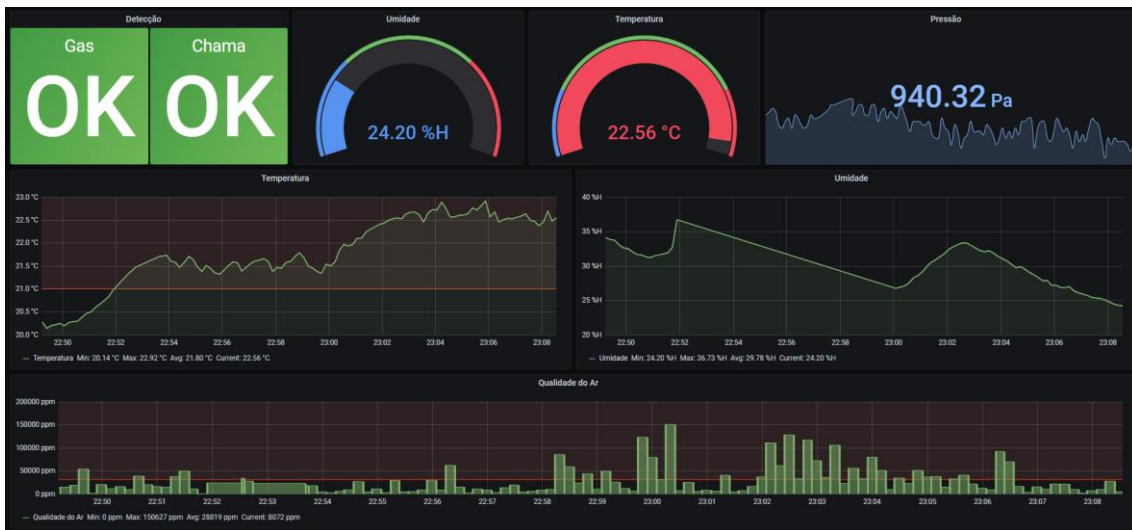 Detecção
Umidade
Temperatura
Pressão
Gas
Chama
OK
OK
24.20 %H
22.56 °C
940.32 Pa
Temperatura
23.0 °C
22.5 °C
22.0 °C
21.5 °C
21.0 °C
20.5 °C
20.0 °C
22:50 22:52 22:54 22:56 22:58 23:00 23:02 23:04 23:06 23:08
Temperatura Min: 20.14 °C Max: 22.92 °C Avg: 21.80 °C Current: 22.56 °C
Umidade
40 %H
35 %H
30 %H
25 %H
20 %H
22:50 22:52 22:54 22:56 22:58 23:00 23:02 23:04 23:06 23:08
Umidade Min: 24.20 %H Max: 36.73 %H Avg: 29.78 %H Current: 24.20 %H
Qualidade do Ar
200000 ppm
150000 ppm
100000 ppm
50000 ppm
0 ppm
22:50 22:51 22:52 22:53 22:54 22:55 22:56 22:57 22:58 22:59 23:00 23:01 23:02 23:03 23:04 23:05 23:06 23:07 23:08
Qualidade do Ar Min: 0 ppm Max: 150627 ppm Avg: 28819 ppm Current: 8072 ppm